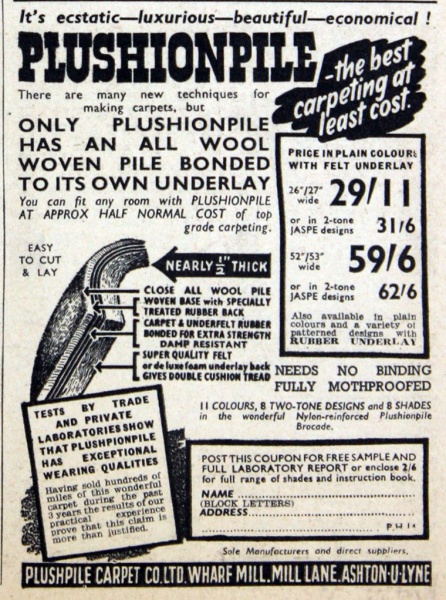 It's ecstatic—luxurious—beautiful—economical !
PLUSHIONPILE
-the best
carpeting at
least cost.
There are many new techniques for
making carpets, but
ONLY PLUSHIONPILE
HAS AN ALL WOOL
WOVEN PILE BONDED
TO ITS OWN UNDERLAY
You can fit any room with PLUSHIONPILE
AT APPROX HALF NORMAL COST of top
grade carpeting.
PRICE IN PLAIN COLOURS
WITH FELT UNDERLAY
26"/27"
wide 29/11
or in 2-tone
JASPE designs 31/6
52"/53"
wide 59/6
or in 2-tone
JASPE designs 62/6
Also available in plain
colours and a variety of
patterned designs with
RUBBER UNDERLAY
EASY
TO CUT
& LAY
NEARLY ½" THICK
CLOSE ALL WOOL PILE
WOVEN BASE with SPECIALLY
TREATED RUBBER BACK
CARPET & UNDERFELT RUBBER
BONDED FOR EXTRA STRENGTH
DAMP RESISTANT
SUPER QUALITY FELT
or de luxe foam underlay back
GIVES DOUBLE CUSHION TREAD
NEEDS NO BINDING
FULLY MOTHPROOFED
11 COLOURS, 8 TWO-TONE DESIGNS and 8 SHADES
in the wonderful Nylon-reinforced Plushionpile
Brocade.
TESTS BY TRADE
AND PRIVATE
LABORATORIES SHOW
THAT PLUSHPIONPILE
HAS EXCEPTIONAL
WEARING QUALITIES
Having sold hundreds of
miles of this wonderful
carpet during the past
3 years the results of our
practical experience
prove that this claim is
more than justified.
POST THIS COUPON FOR FREE SAMPLE AND
FULL LABORATORY REPORT or enclose 2/6
for full range of shades and instruction book.
NAME
(BLOCK LETTERS)
ADDRESS
P.H 14
Sole Manufacturers and direct suppliers,
PLUSHPILE CARPET CO.LTD. WHARF MILL. MILL LANE. ASHTON-U-LYNE